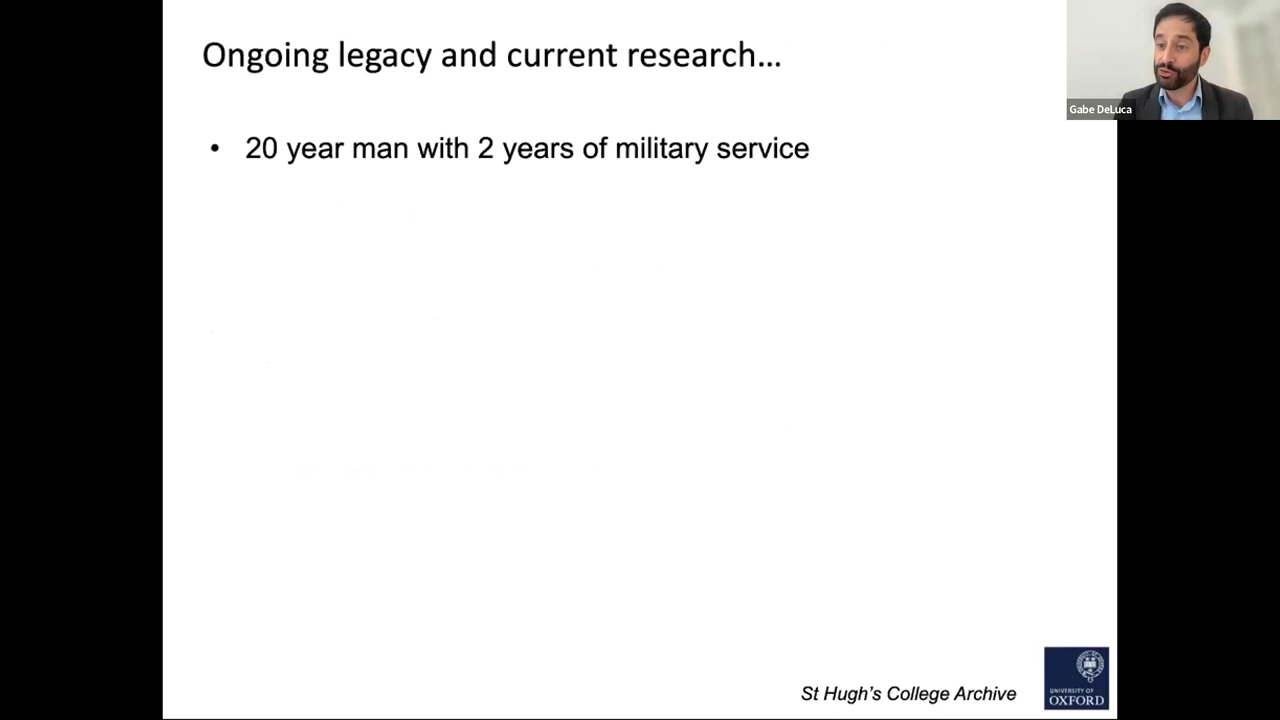 Ongoing legacy and current research...
Gabe DeLuca
• 20 year man with 2 years of military service
St Hugh's College Archive
UNIVERSITY OF
OXFORD